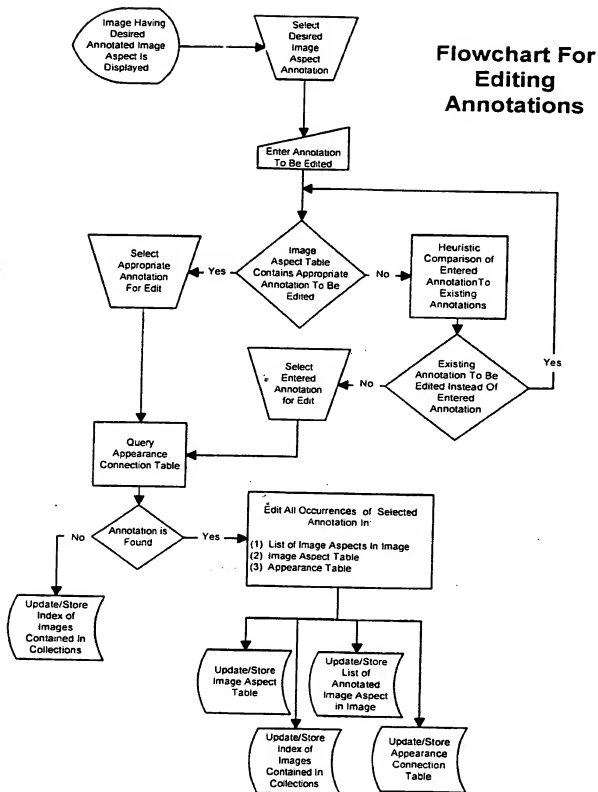 Image Having
Desired
Annotated Image
Aspect Is
Displayed
Select
Desired
Image
Aspect
Annotation
Flowchart For
Editing
Annotations
Enter Annotation
To Be Edited
Image
Aspect Table
Contains Appropriate
Annotation To Be
Edited
Yes
No
Select
Appropriate
Annotation
For Edit
Heuristic
Comparison of
Entered
AnnotationTo
Existing
Annotations
Existing
Annotation To Be
Edited Instead Of
Entered
Annotation
Yes
No
Select
Entered
Annotation
for Edit
Query
Appearance
Connection Table
Annotation is
Found
No
Yes
Edit All Occurrences of Selected
Annotation In:
(1) List of Image Aspects In Image
(2) Image Aspect Table
(3) Appearance Table
Update/Store
Index of
Images
Contained In
Collections
Update/Store
Image Aspect
Table
Update/Store
List of
Annotated
Image Aspect
in Image
Update/Store
Index of
Images
Contained In
Collections
Update/Store
Appearance
Connection
Table